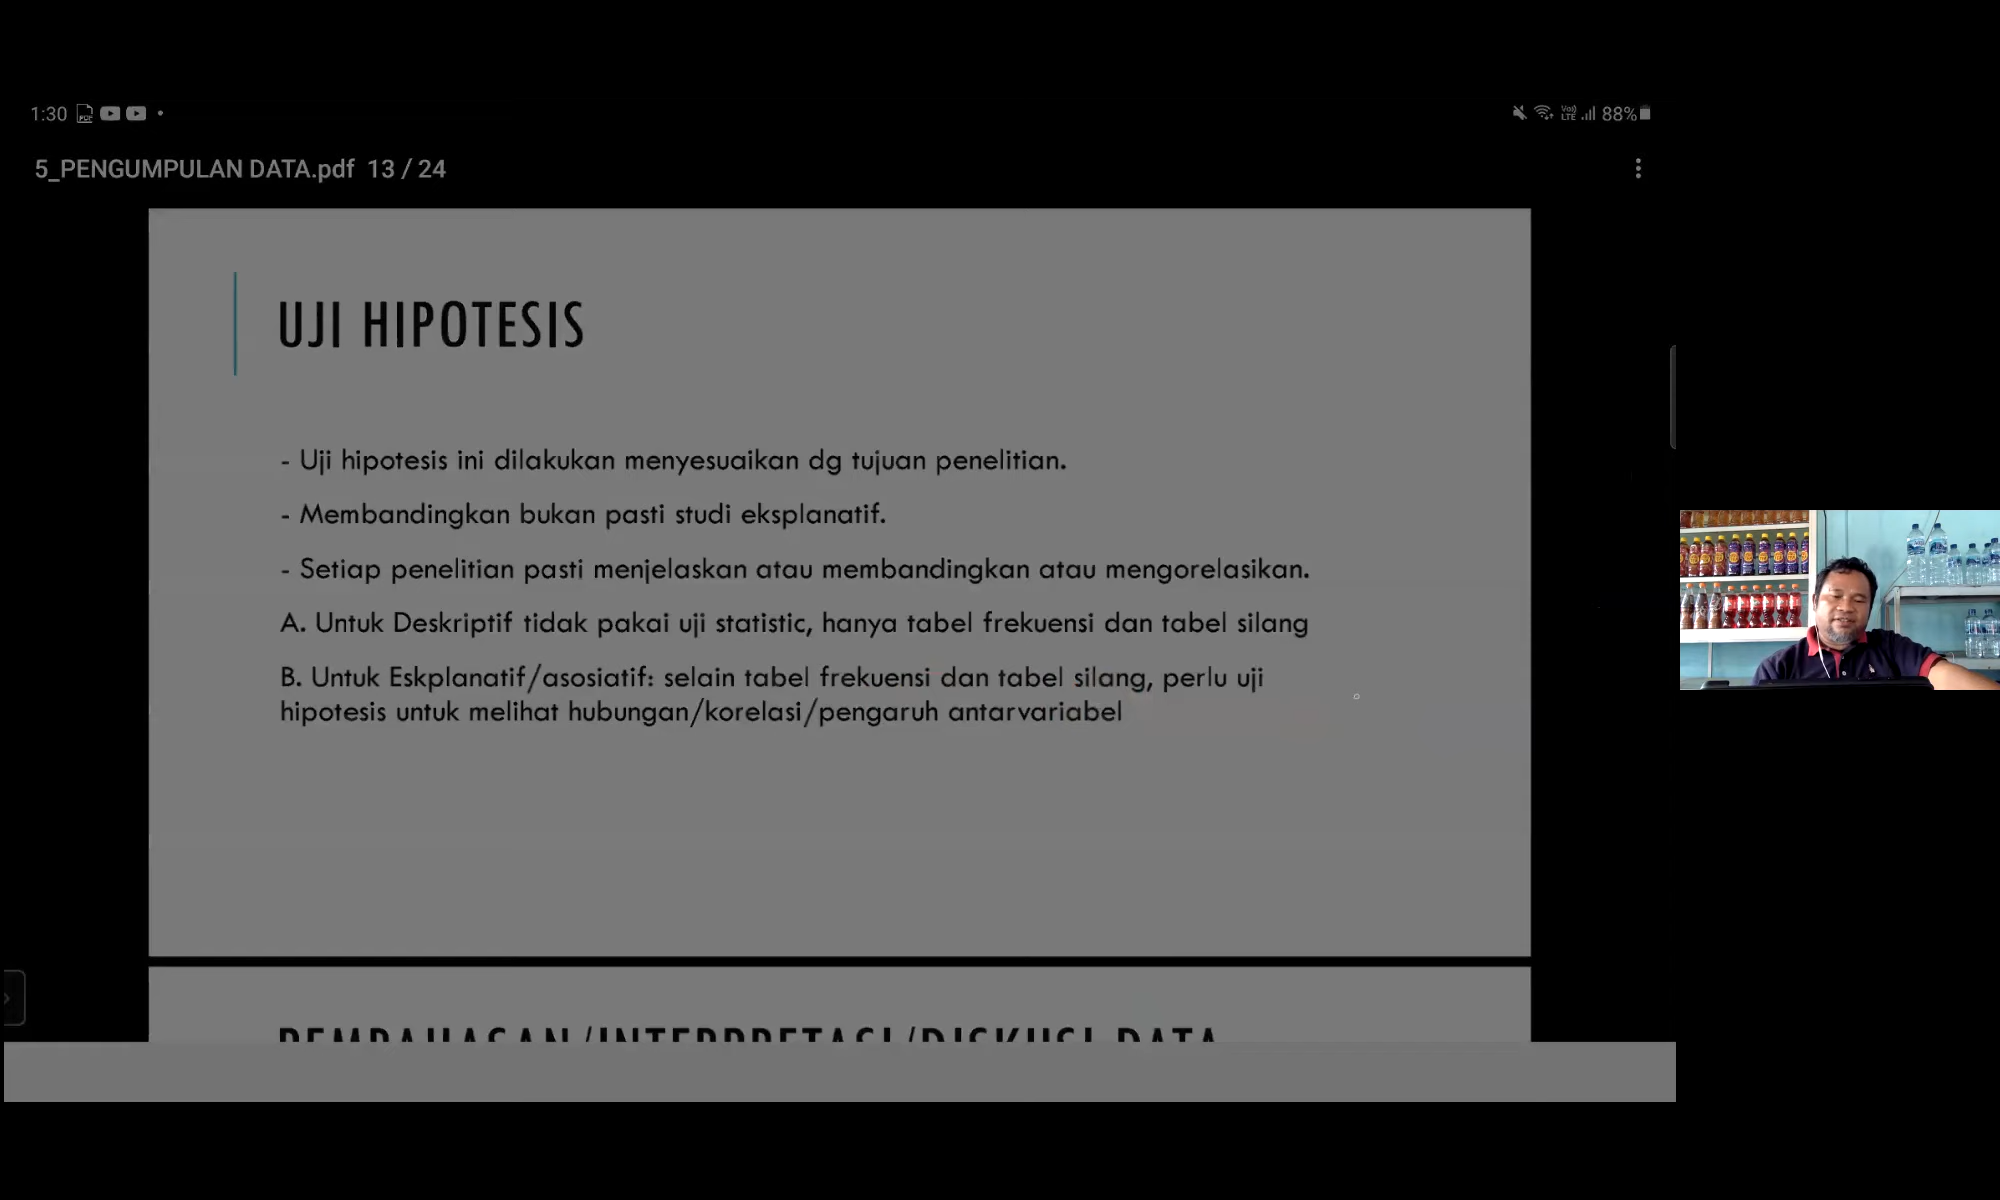 1:30
Vo)) LTE 88%
5_PENGUMPULAN DATA.pdf 13 / 24
UJI HIPOTESIS
- Uji hipotesis ini dilakukan menyesuaikan dg tujuan penelitian.
- Membandingkan bukan pasti studi eksplanatif.
- Setiap penelitian pasti menjelaskan atau membandingkan atau mengorelasikan.
A. Untuk Deskriptif tidak pakai uji statistic, hanya tabel frekuensi dan tabel silang
B. Untuk Eskplanatif/asosiatif: selain tabel frekuensi dan tabel silang, perlu uji
hipotesis untuk melihat hubungan/korelasi/pengaruh antarvariabel
PEMBAHASAN/INTERPRETASI/DISKUSI DATA